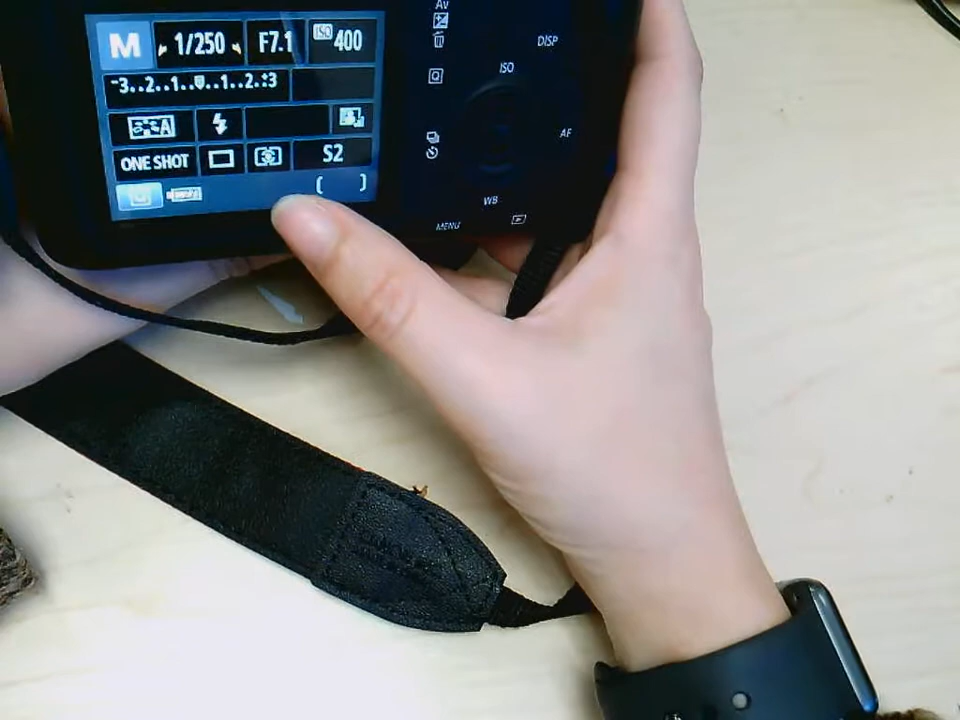 Av
M 1/250 F7.1 ISO 400
DISP
-3..2..1..0..1..2..:3
Q
ISO
A
AF
ONE SHOT S2
WB
[ ]
MENU